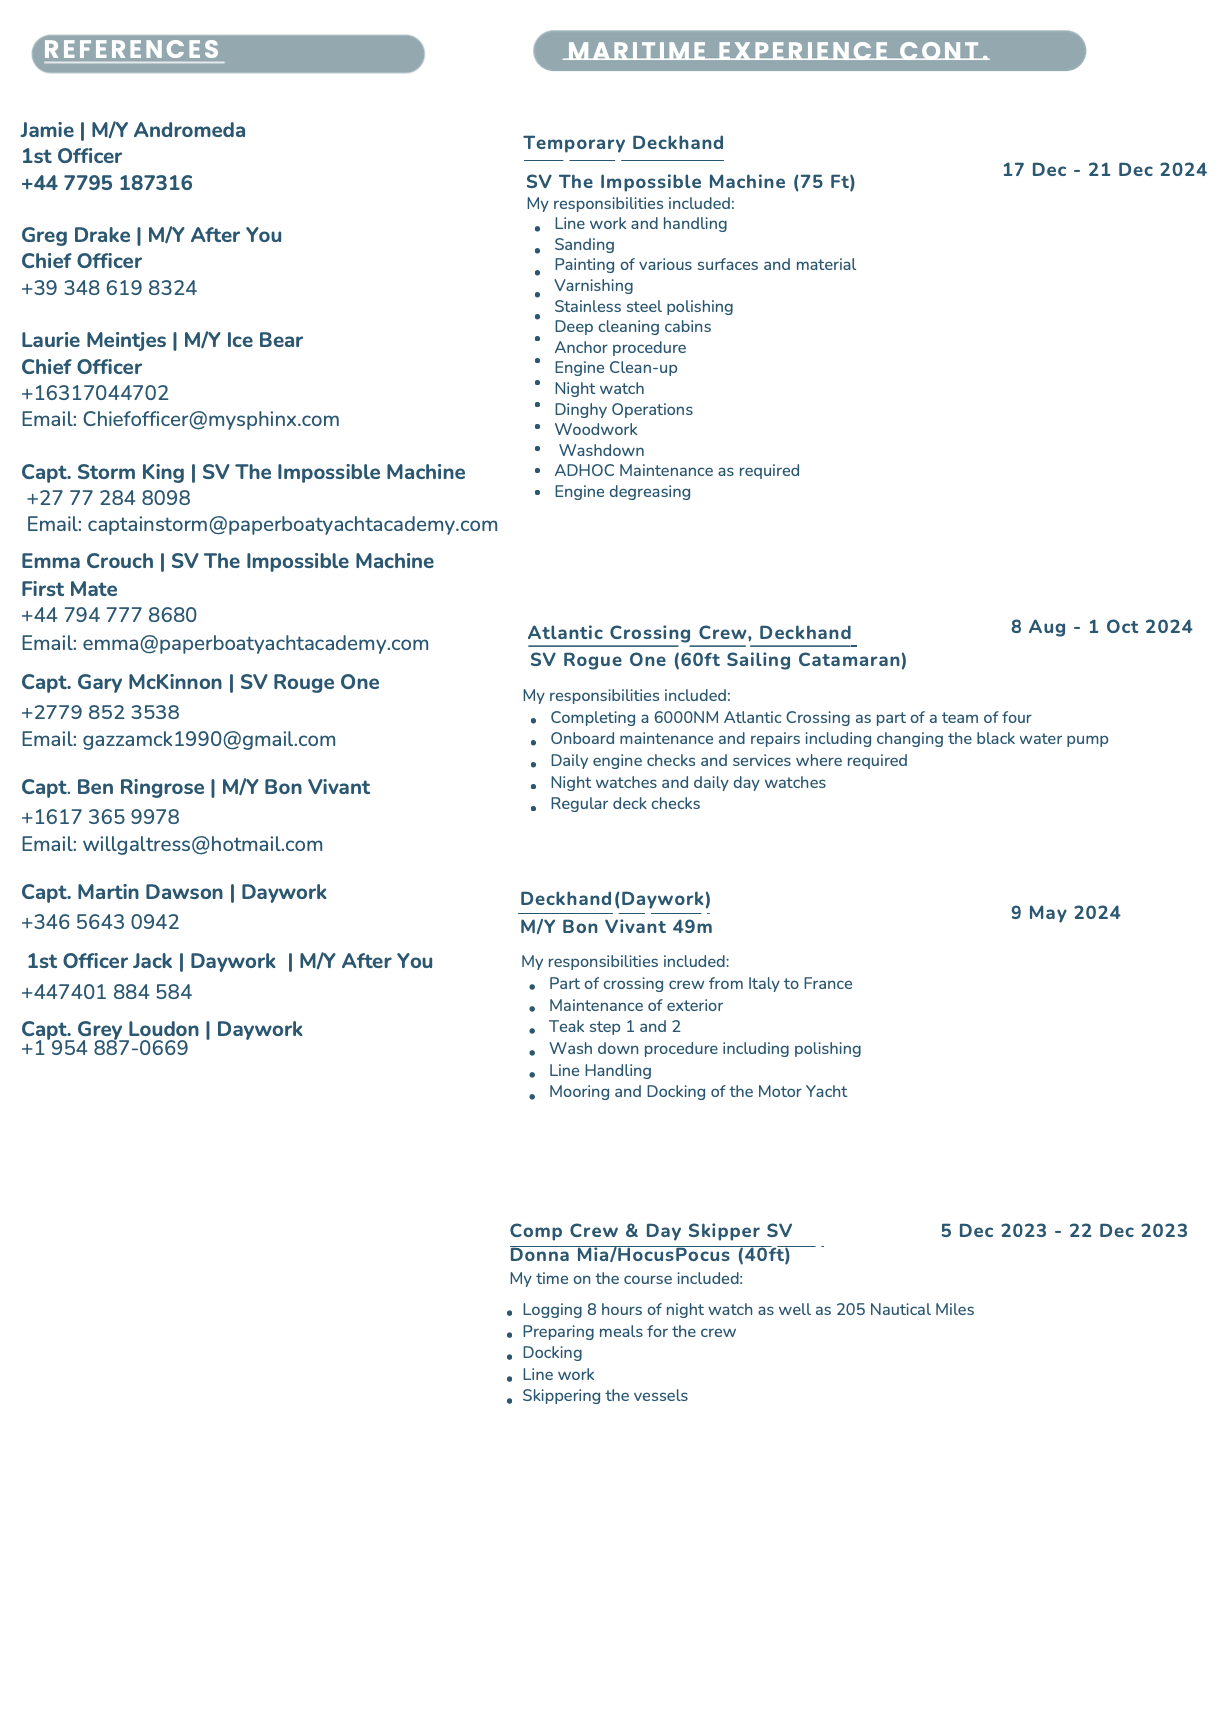 REFERENCES
Jamie | M/Y Andromeda
1st Officer
+44 7795 187316
Greg Drake | M/Y After You
Chief Officer
+39 348 619 8324
Laurie Meintjes | M/Y Ice Bear
Chief Officer
+16317044702
Email: Chiefofficer@mysphinx.com
Capt. Storm King | SV The Impossible Machine
+27 77 284 8098
Email: captainstorm@paperboatyachtacademy.com
Emma Crouch | SV The Impossible Machine
First Mate
+44 794 777 8680
Email: emma@paperboatyachtacademy.com
Capt. Gary McKinnon | SV Rouge One
+2779 852 3538
Email: gazzamck1990@gmail.com
Capt. Ben Ringrose | M/Y Bon Vivant
+1617 365 9978
Email: willgaltress@hotmail.com
Capt. Martin Dawson | Daywork
+346 5643 0942
1st Officer Jack | Daywork | M/Y After You
+447401 884 584
Capt. Grey Loudon | Daywork
+1 954 887-0669
MARITIME EXPERIENCE CONT.
Temporary Deckhand
17 Dec - 21 Dec 2024
SV The Impossible Machine (75 Ft)
My responsibilities included:
• Line work and handling
• Sanding
• Painting of various surfaces and material
• Varnishing
• Stainless steel polishing
• Deep cleaning cabins
• Anchor procedure
• Engine Clean-up
• Night watch
• Dinghy Operations
• Woodwork
• Washdown
• ADHOC Maintenance as required
• Engine degreasing
Atlantic Crossing Crew, Deckhand
8 Aug - 1 Oct 2024
SV Rogue One (60ft Sailing Catamaran)
My responsibilities included:
• Completing a 6000NM Atlantic Crossing as part of a team of four
• Onboard maintenance and repairs including changing the black water pump
• Daily engine checks and services where required
• Night watches and daily day watches
• Regular deck checks
Deckhand(Daywork)
9 May 2024
M/Y Bon Vivant 49m
My responsibilities included:
• Part of crossing crew from Italy to France
• Maintenance of exterior
• Teak step 1 and 2
• Wash down procedure including polishing
• Line Handling
• Mooring and Docking of the Motor Yacht
Comp Crew & Day Skipper SV
5 Dec 2023 - 22 Dec 2023
Donna Mia/HocusPocus (40ft)
My time on the course included:
• Logging 8 hours of night watch as well as 205 Nautical Miles
• Preparing meals for the crew
• Docking
• Line work
• Skippering the vessels